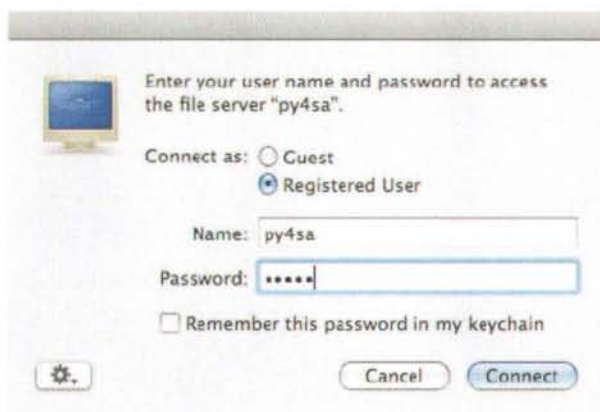 Enter your user name and password to access
the file server "py4sa".
Connect as: Guest
Registered User
Name: py4sa
Password: •••••
Remember this password in my keychain
Cancel Connect